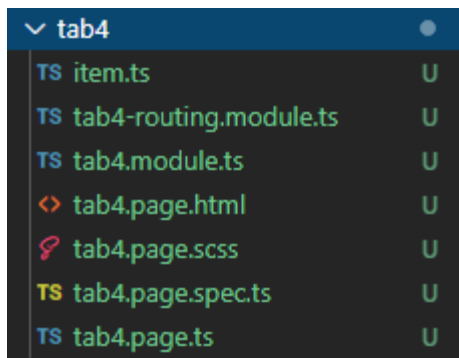 tab4
TS item.ts U
TS tab4-routing.module.ts U
TS tab4.module.ts U
<> tab4.page.html U
tab4.page.scss U
TS tab4.page.spec.ts U
TS tab4.page.ts U